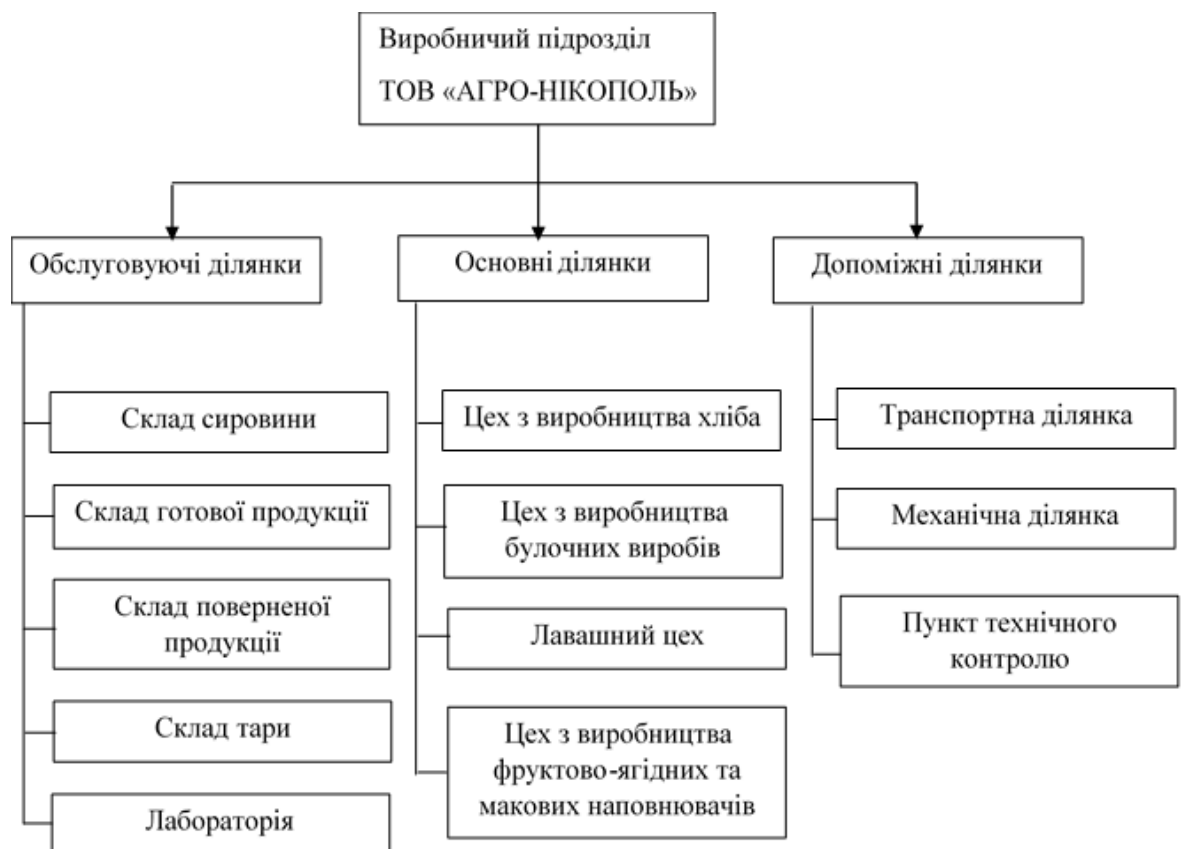 Виробничий підрозділ
ТОВ «АГРО-НІКОПОЛЬ»
Обслуговуючі ділянки
Основні ділянки
Допоміжні ділянки
Склад сировини
Склад готової продукції
Склад поверненої
продукції
Склад тари
Лабораторія
Цех з виробництва хліба
Цех з виробництва
булочних виробів
Лавашний цех
Цех з виробництва
фруктово-ягідних та
макових наповнювачів
Транспортна ділянка
Механічна ділянка
Пункт технічного
контролю